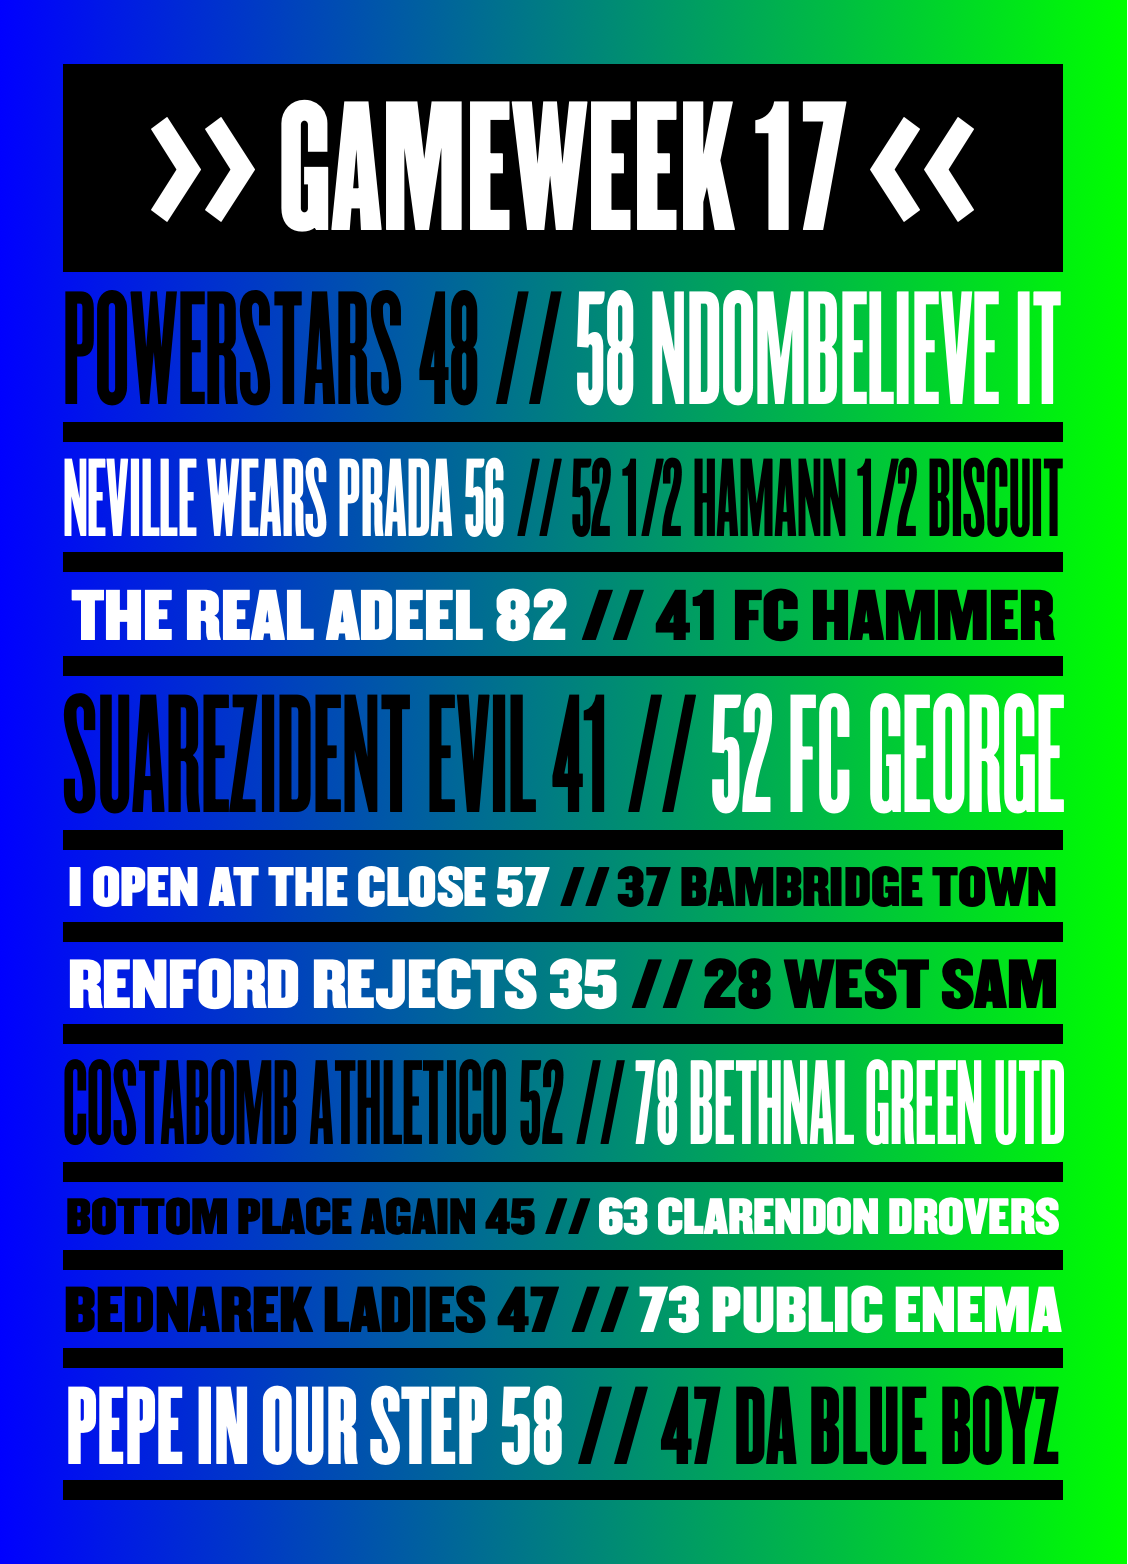 >> GAMEWEEK 17 <<
POWERSTARS 48 // 58 NDOMBELIEVE IT
NEVILLE WEARS PRADA 56 // 52 1/2 HAMANN 1/2 BISCUIT
THE REAL ADEEL 82 // 41 FC HAMMER
SUAREZIDENT EVIL 41 // 52 FC GEORGE
I OPEN AT THE CLOSE 57 // 37 BAMBRIDGE TOWN
RENFORD REJECTS 35 // 28 WEST SAM
COSTABOMB ATHLETICO 52 // 78 BETHNAL GREEN UTD
BOTTOM PLACE AGAIN 45 // 63 CLARENDON DROVERS
BEDNAREK LADIES 47 // 73 PUBLIC ENEMA
PEPE IN OUR STEP 58 // 47 DA BLUE BOYZ